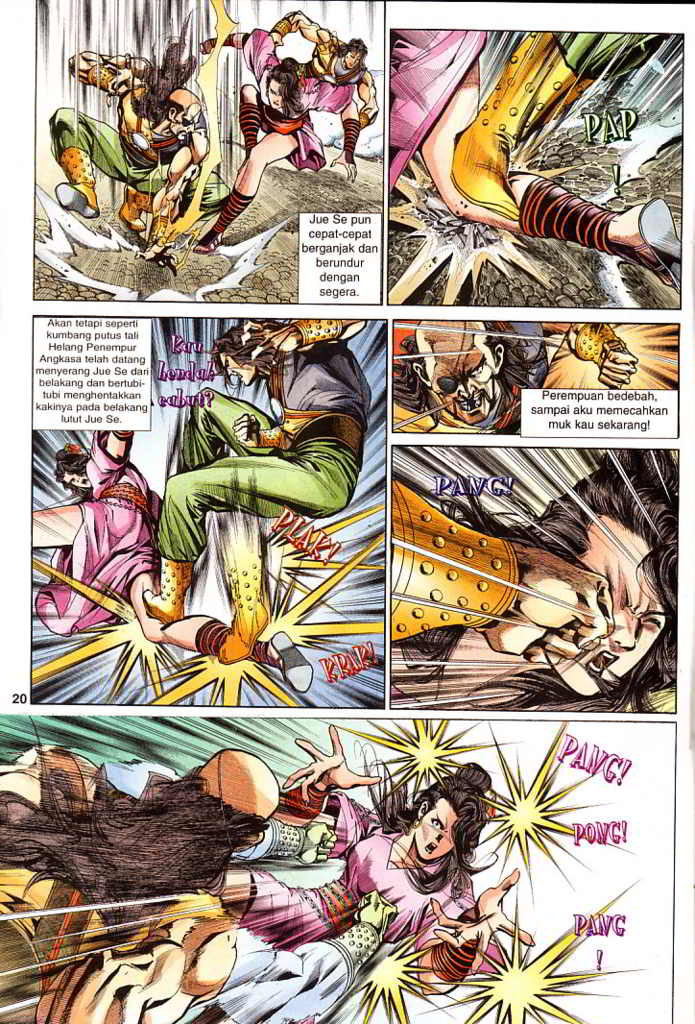 Jue Se pun
cepat-cepat
berganjak dan
berundur
dengan
segera.
PAP
!
Akan tetapi seperti
kumbang putus tali
Helang Penempur
Angkasa telah datang
menyerang Jue Se dari
belakang dan bertubi-
tubi menghentakkan
kakinya pada belakang
lutut Jue Se.
Kau
hendak
cabut?
PLAK!
KRAK!
Perempuan bedebah,
sampai aku memecahkan
muk kau sekarang!
PANG!
20
PANG!
PONG!
PANG
!